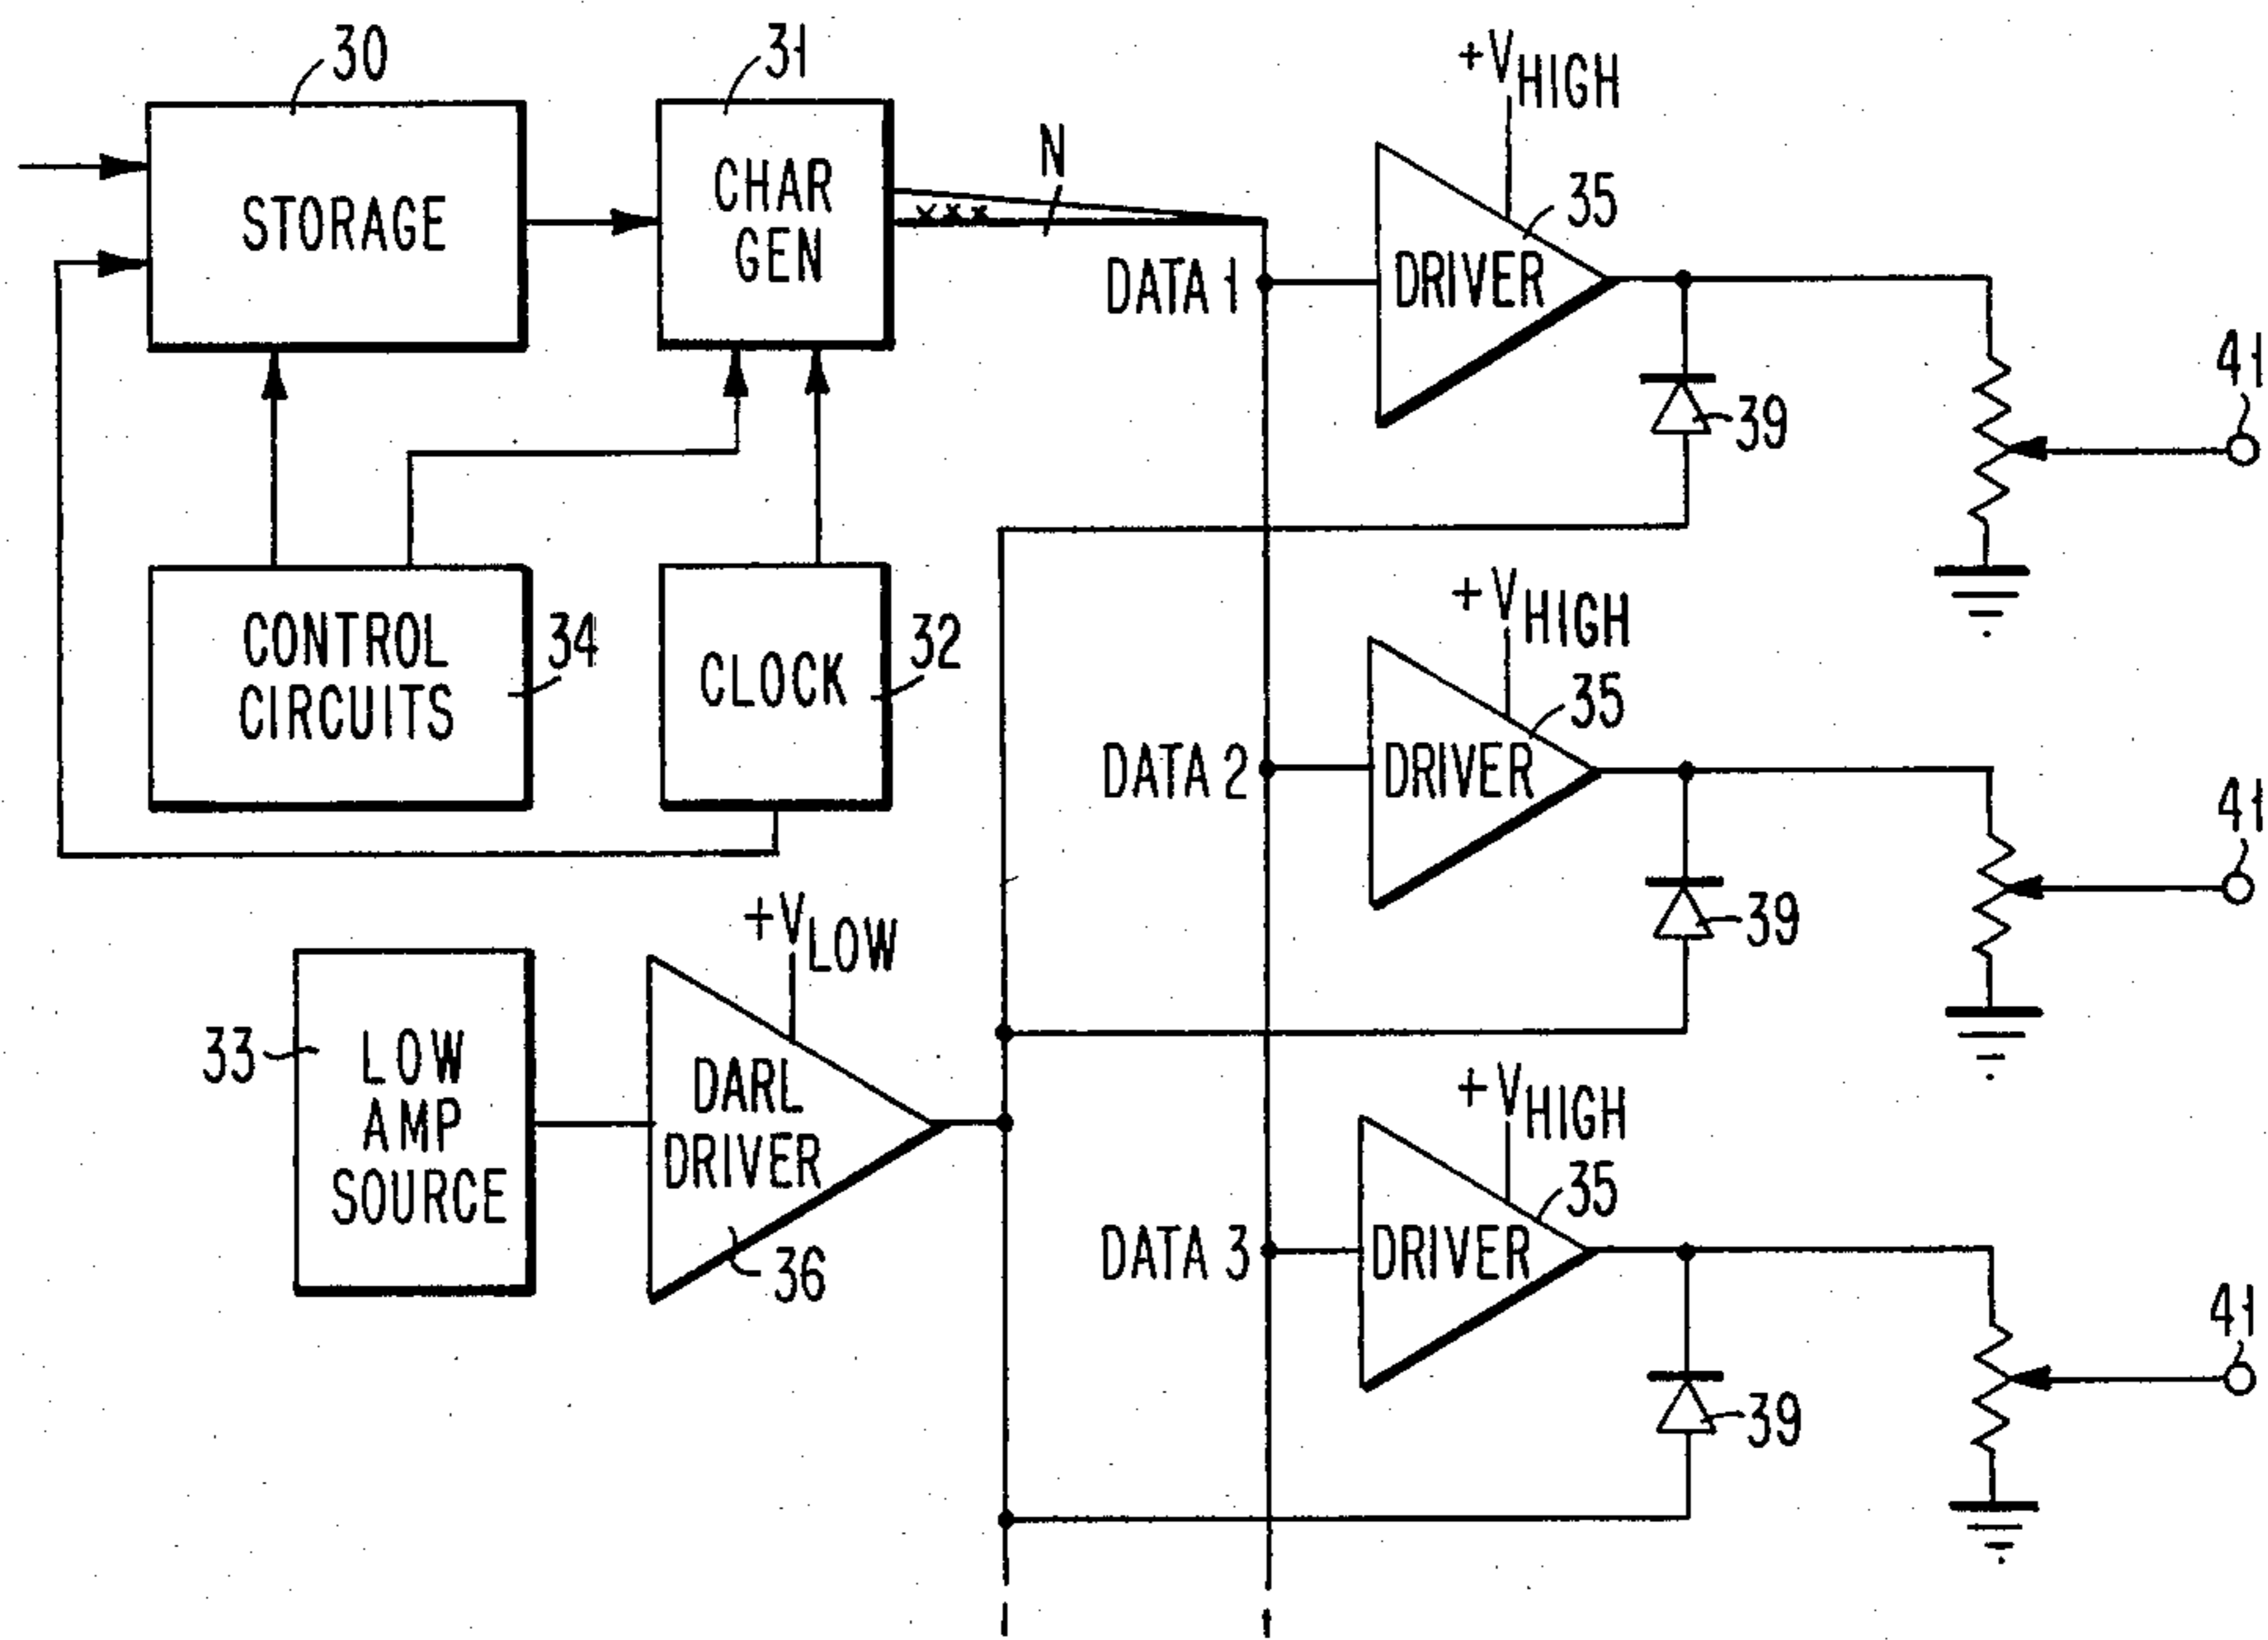 30
31
+VHIGH
STORAGE
CHAR
GEN
N
35
DATA 1
DRIVER
39
41
CONTROL
CIRCUITS
34
CLOCK
32
+VHIGH
35
DATA 2
DRIVER
39
41
+VLOW
33
LOW
AMP
SOURCE
DARL
DRIVER
36
+VHIGH
35
DATA 3
DRIVER
39
41